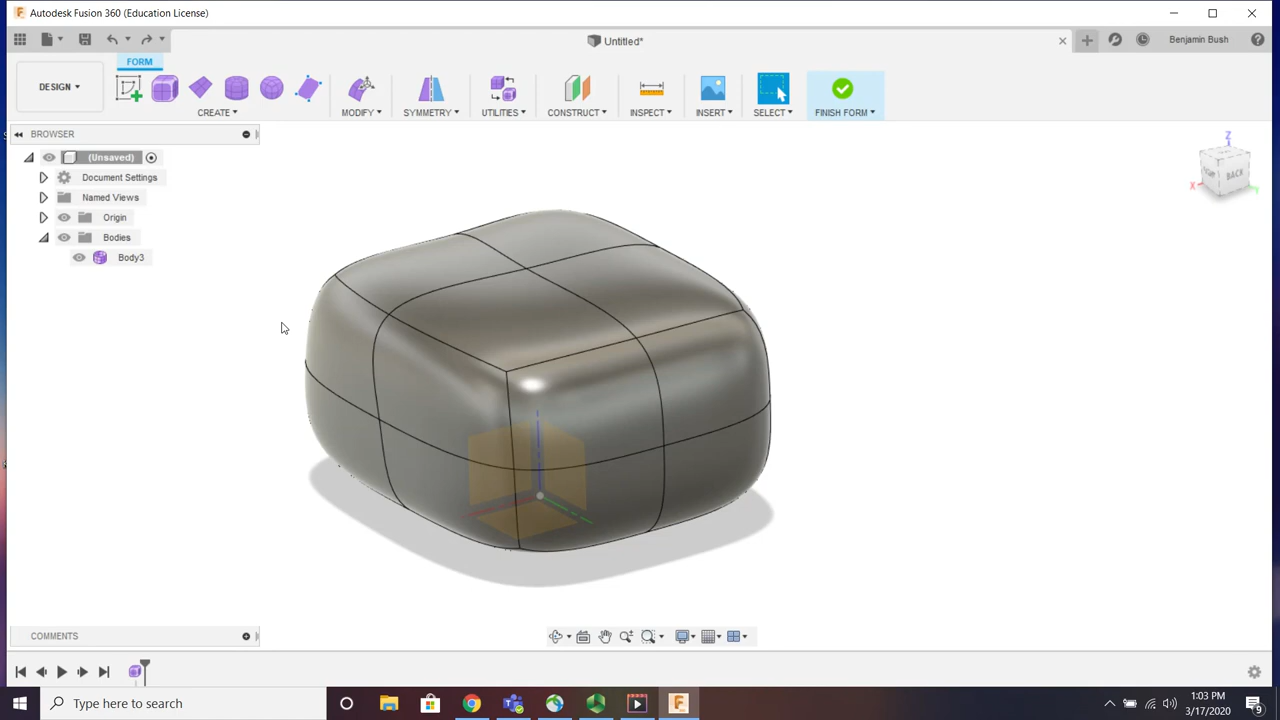 Autodesk Fusion 360 (Education License)
Untitled*
Benjamin Bush
FORM
DESIGN
CREATE
MODIFY
SYMMETRY
UTILITIES
CONSTRUCT
INSPECT
INSERT
SELECT
FINISH FORM
BROWSER
(Unsaved)
Document Settings
Named Views
Origin
Bodies
Body3
Z
BACK
X
COMMENTS
Type here to search
1:03 PM
3/17/2020